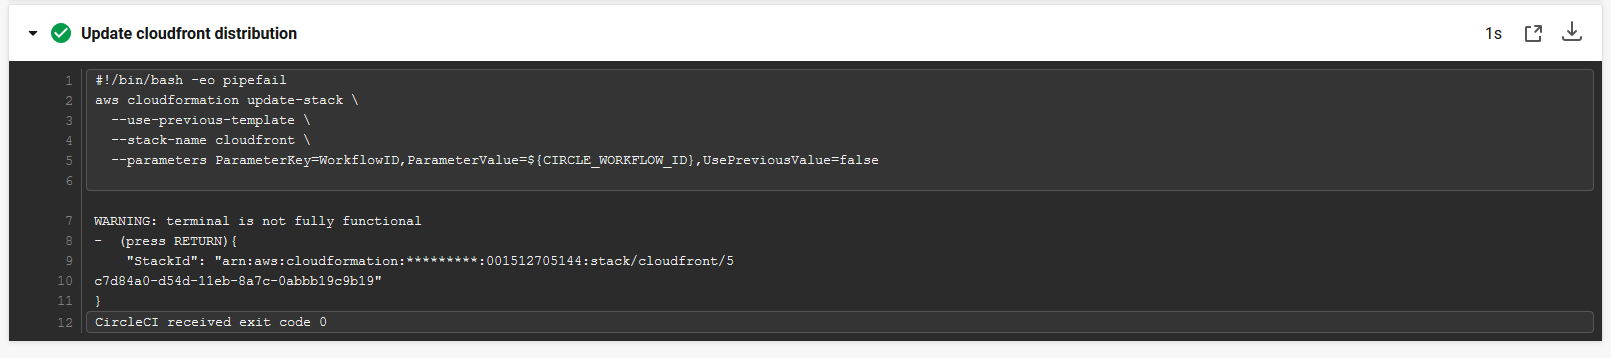 Update cloudfront distribution
1s
1 #!/bin/bash -eo pipefail
2 aws cloudformation update-stack \
3   --use-previous-template \
4   --stack-name cloudfront \
5   --parameters ParameterKey=WorkflowID,ParameterValue=${CIRCLE_WORKFLOW_ID},UsePreviousValue=false
6
7 WARNING: terminal is not fully functional
8 -  (press RETURN){
9     "StackId": "arn:aws:cloudformation:*********:001512705144:stack/cloudfront/5
10 c7d84a0-d54d-11eb-8a7c-0abbb19c9b19"
11 }
12 CircleCI received exit code 0